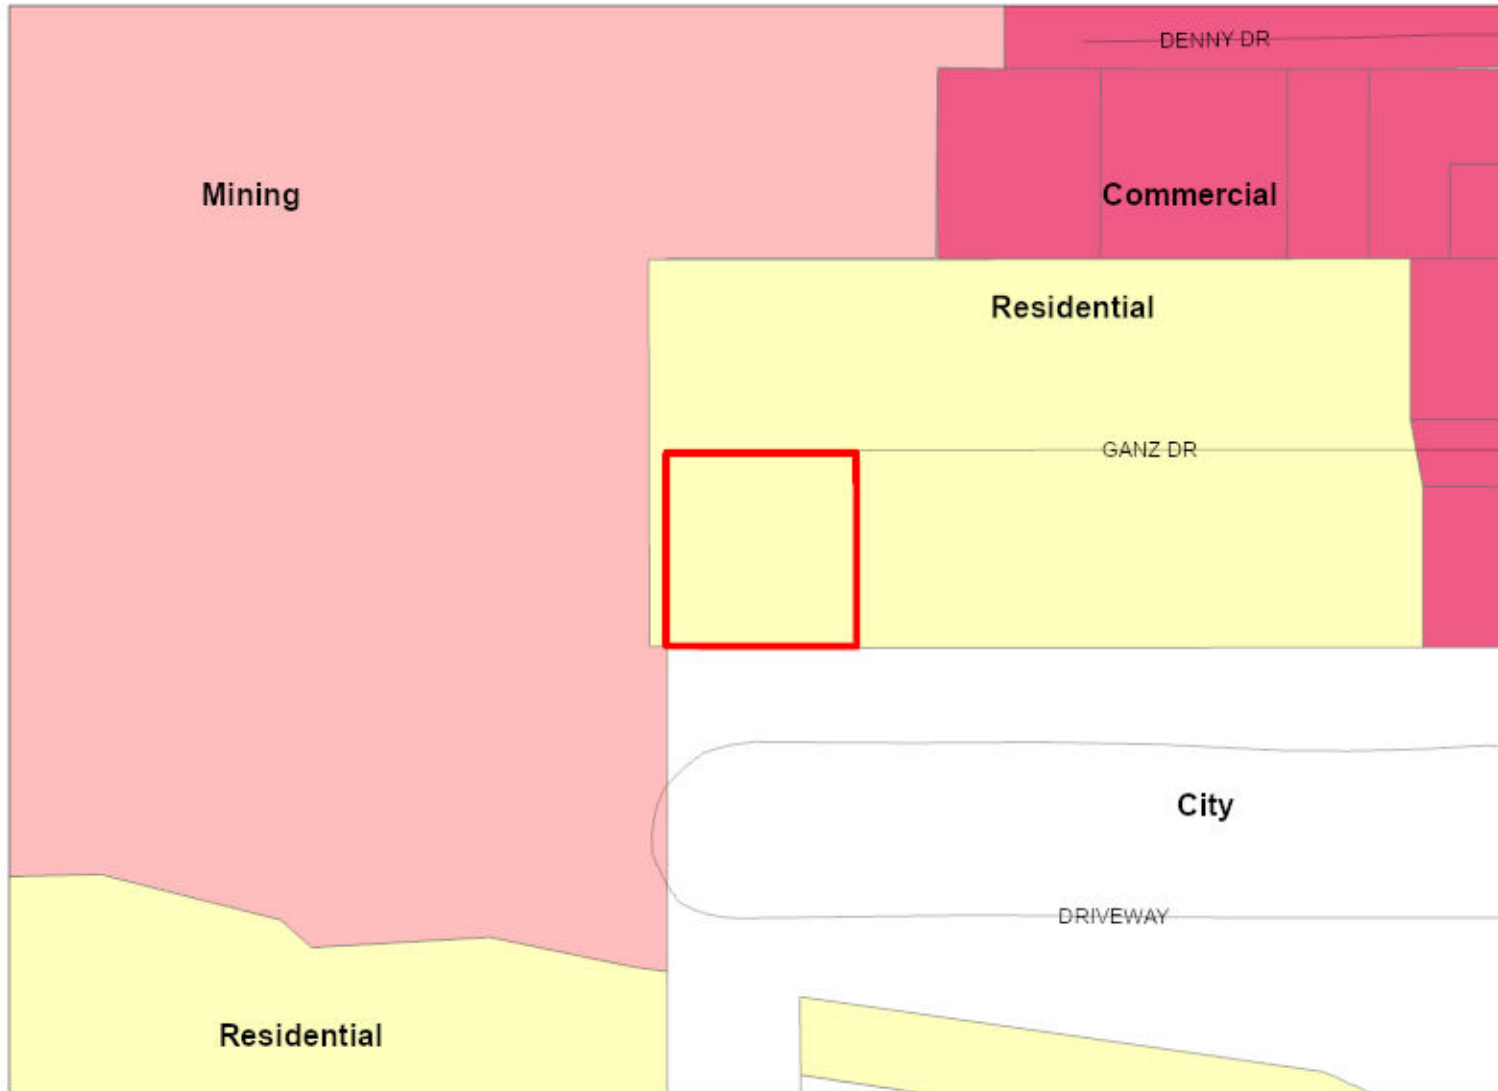 DENNY DR
Mining
Commercial
Residential
GANZ DR
City
DRIVEWAY
Residential